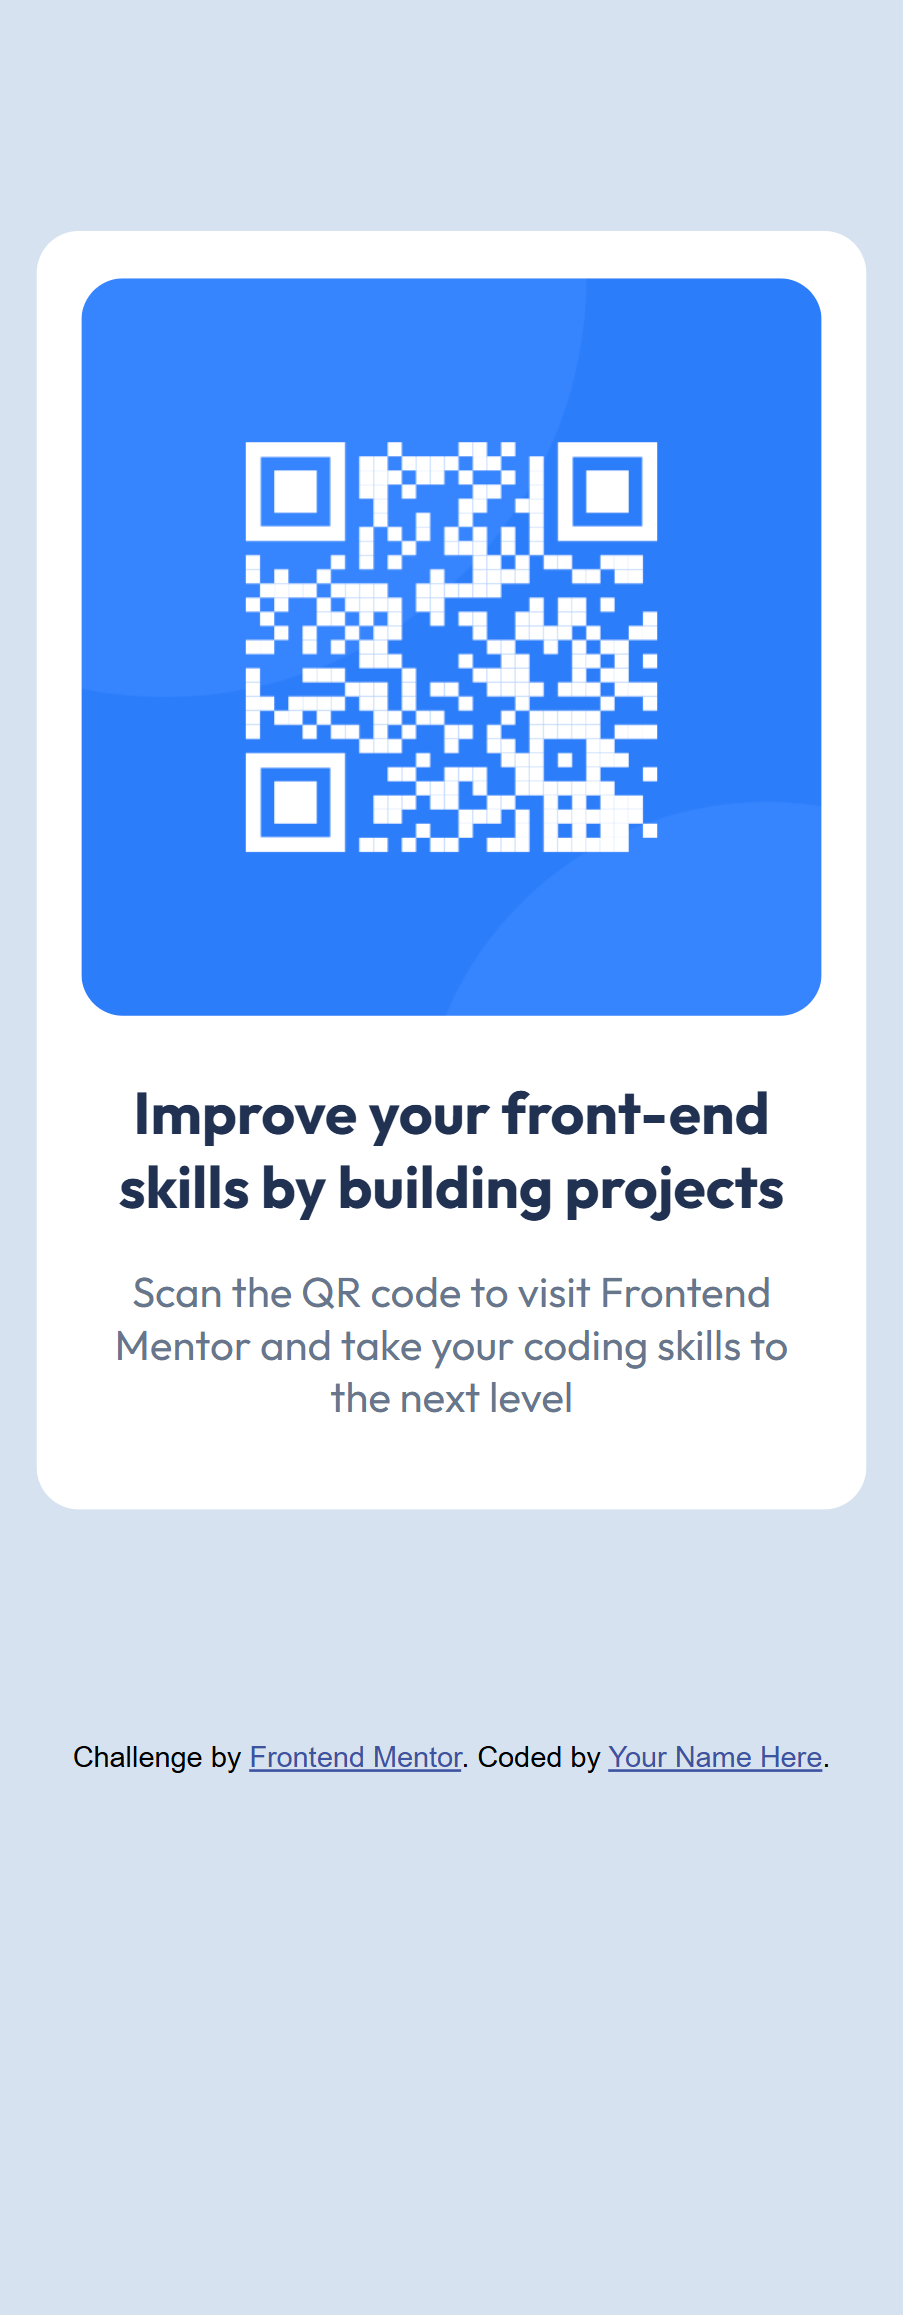 Improve your front-end
skills by building projects
Scan the QR code to visit Frontend
Mentor and take your coding skills to
the next level
Challenge by Frontend Mentor. Coded by Your Name Here.